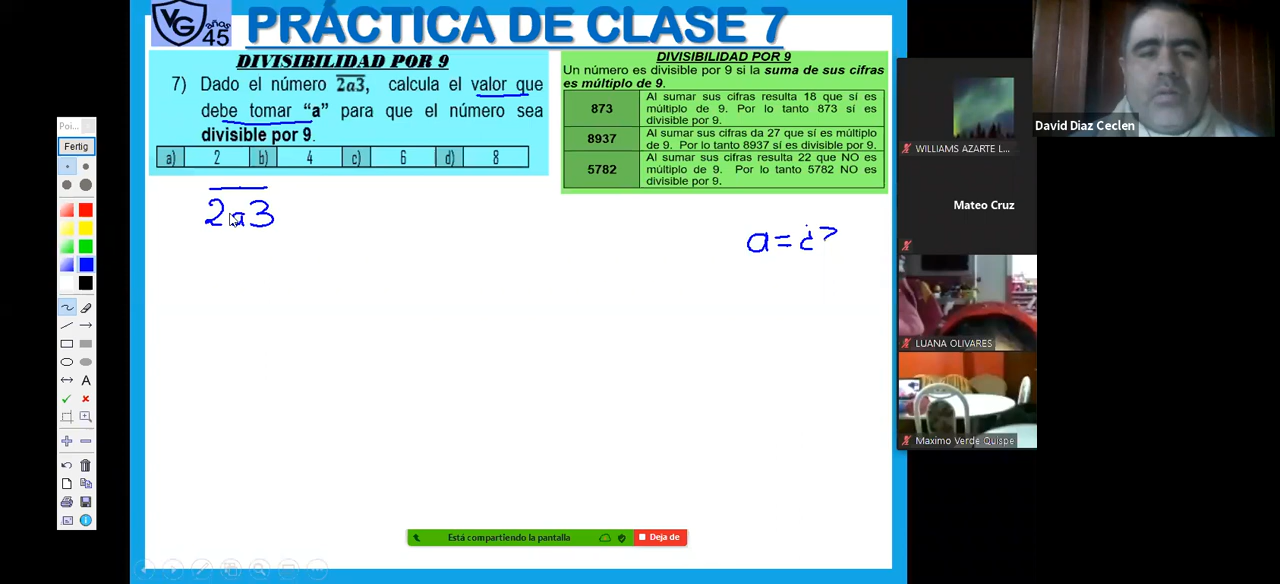 VG
años
45
PRÁCTICA DE CLASE 7
DIVISIBILIDAD POR 9
7) Dado el número 2a3, calcula el valor que
debe tomar "a" para que el número sea
divisible por 9.
a) 2 b) 4 c) 6 d) 8
DIVISIBILIDAD POR 9
Un número es divisible por 9 si la suma de sus cifras
es múltiplo de 9.
873
Al sumar sus cifras resulta 18 que sí es
múltiplo de 9. Por lo tanto 873 sí es
divisible por 9.
8937
Al sumar sus cifras da 27 que sí es múltiplo
de 9. Por lo tanto 8937 sí es divisible por 9.
5782
Al sumar sus cifras resulta 22 que NO es
múltiplo de 9. Por lo tanto 5782 NO es
divisible por 9.
2a3
a = ¿?
Poi...
Fertig
A
Está compartiendo la pantalla
Deja de
WILLIAMS AZARTE L...
Mateo Cruz
LUANA OLIVARES
Maximo Verde Quispe
David Diaz Ceclen